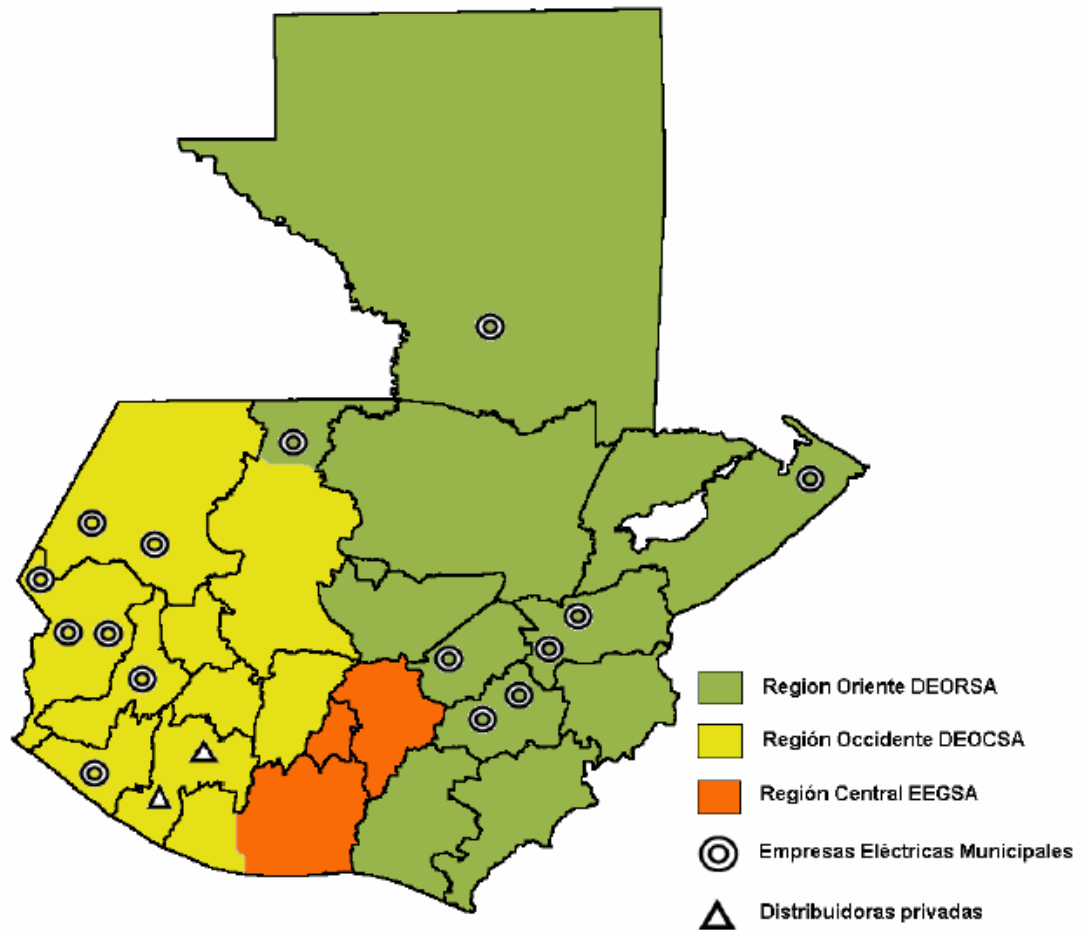 Region Oriente DEORSA
Región Occidente DEOCSA
Región Central EEGSA
Empresas Eléctricas Municipales
Distribuidoras privadas